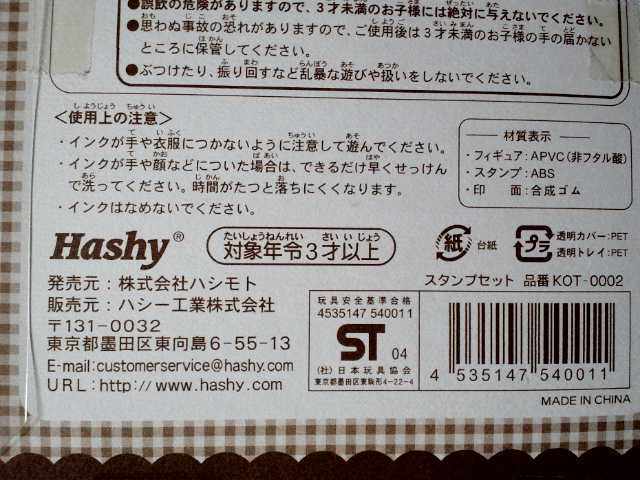 ●誤飲の危険がありますので、3才未満のお子様には絶対に与えないでください。
●思わぬ事故の恐れがありますので、ご使用後は3才未満のお子様の手の届かない
ところに保管してください。
●ぶつけたり、振り回すなど乱暴な遊びや扱いをしないでください。
<使用上の注意>
・インクが手や衣服につかないように注意して遊んでください。
・インクが手や顔などについた場合は、できるだけ早くせっけん
で洗ってください。時間がたつと落ちにくくなります。
・インクはなめないでください。
材質表示
・フィギュア:APVC(非フタル酸)
・スタンプ:ABS
・印 面:合成ゴム
Hashy®
対象年令3才以上
紙 台紙
プラ 透明カバー:PET
透明トレイ:PET
発売元:株式会社ハシモト
販売元:ハシー工業株式会社
〒131-0032
東京都墨田区東向島6-55-13
E-mail:customerservice@hashy.com
URL:http://www.hashy.com
玩具安全基準合格
4535147 540011
ST 04
(社)日本玩具協会
東京都墨田区東駒形4-22-4
スタンプセット 品番 KOT-0002
4 535147 540011
MADE IN CHINA